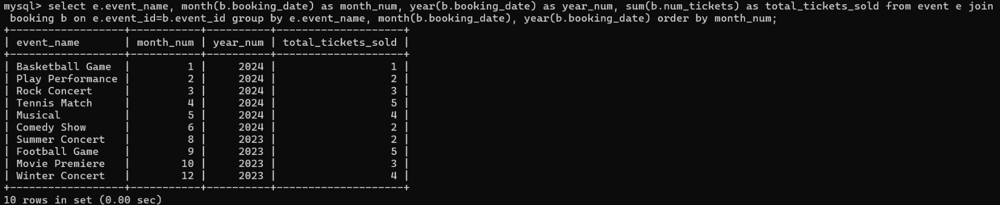 mysql> select e.event_name, month(b.booking_date) as month_num, year(b.booking_date) as year_num, sum(b.num_tickets) as total_tickets_sold from event e join
 booking b on e.event_id=b.event_id group by e.event_name, month(b.booking_date), year(b.booking_date) order by month_num;
+------------------+-----------+----------+--------------------+
| event_name       | month_num | year_num | total_tickets_sold |
+------------------+-----------+----------+--------------------+
| Basketball Game  |         1 |     2024 |                  1 |
| Play Performance |         2 |     2024 |                  2 |
| Rock Concert     |         3 |     2024 |                  3 |
| Tennis Match     |         4 |     2024 |                  5 |
| Musical          |         5 |     2024 |                  4 |
| Comedy Show      |         6 |     2024 |                  2 |
| Summer Concert   |         8 |     2023 |                  2 |
| Football Game    |         9 |     2023 |                  5 |
| Movie Premiere   |        10 |     2023 |                  3 |
| Winter Concert   |        12 |     2023 |                  4 |
+------------------+-----------+----------+--------------------+
10 rows in set (0.00 sec)